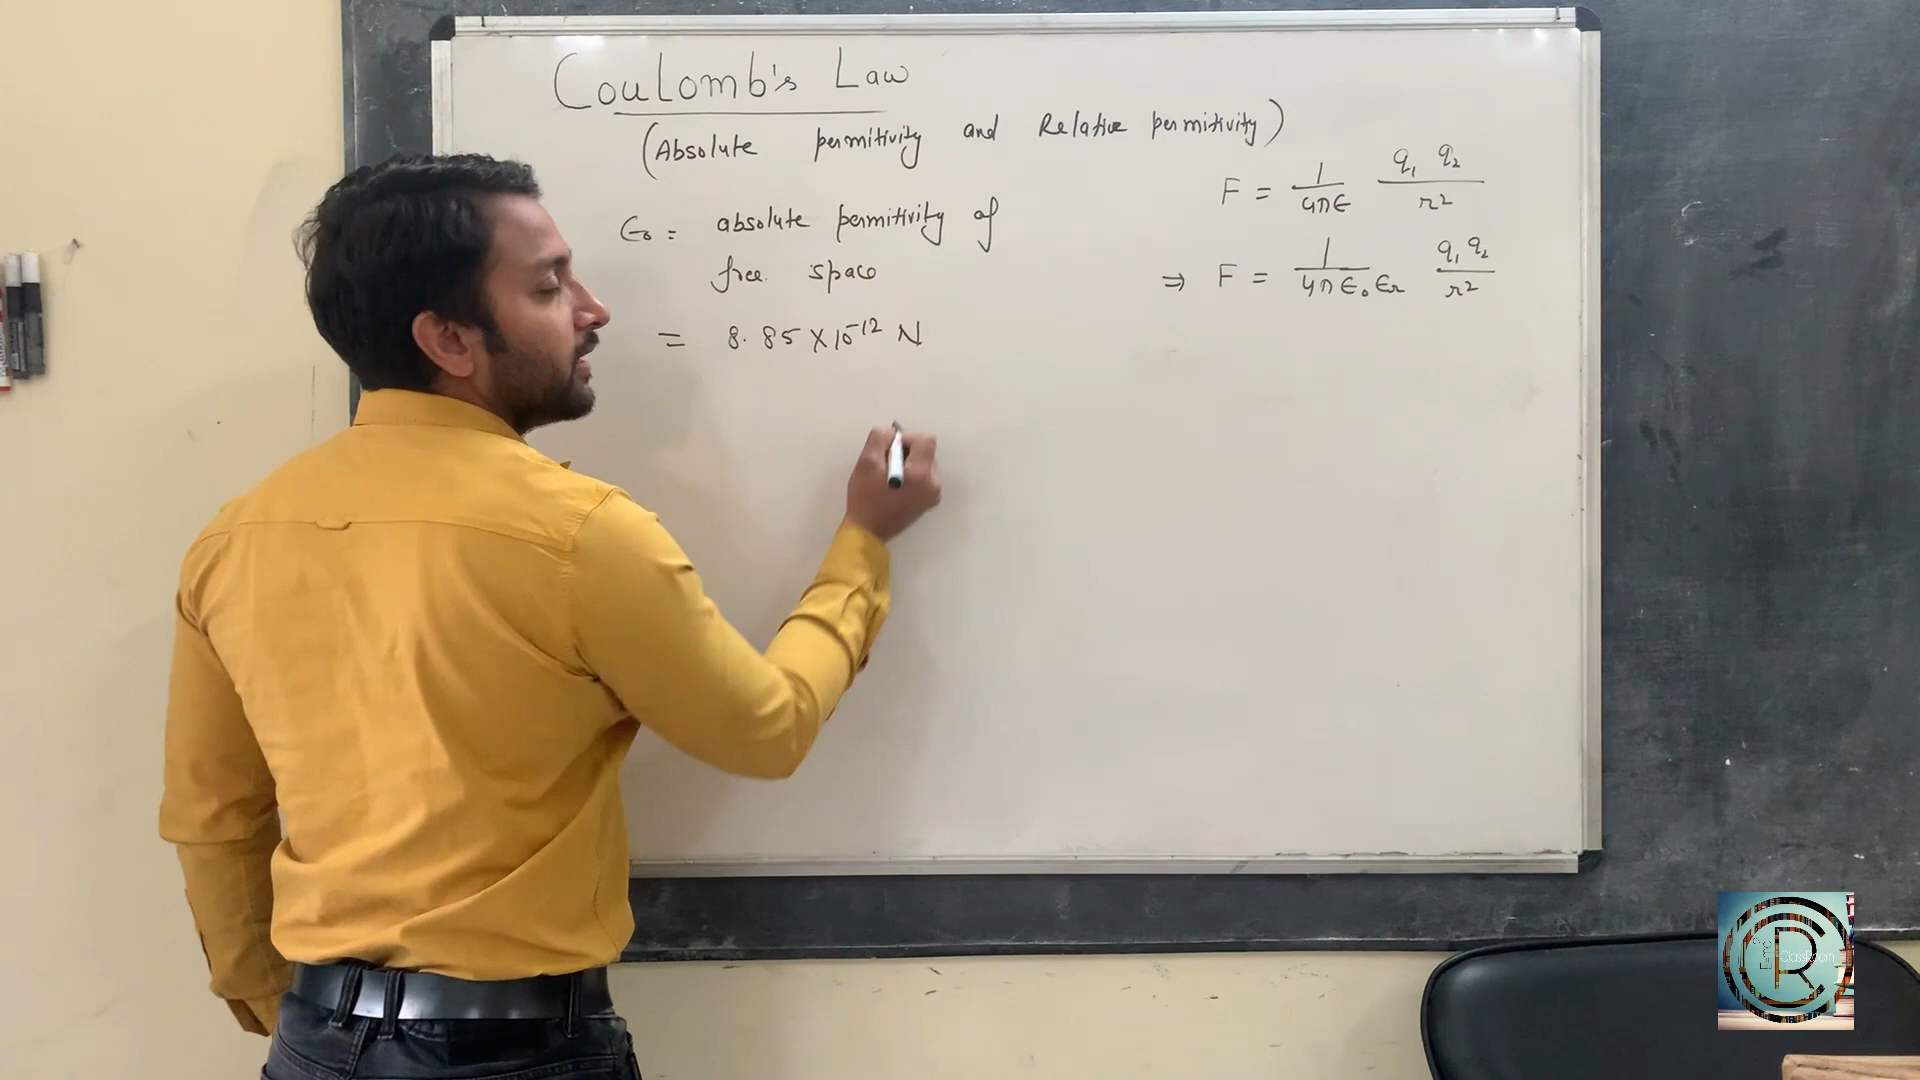 Coulomb's Law
(Absolute permitivity and Relative permitivity)
ϵ₀ = absolute permitivity of
free space
= 8.85 × 10⁻¹² N
F = 1/4πϵ q₁ q₂/r²
⇒ F = 1/4πϵ₀ϵr q₁ q₂/r²
ClassRoom